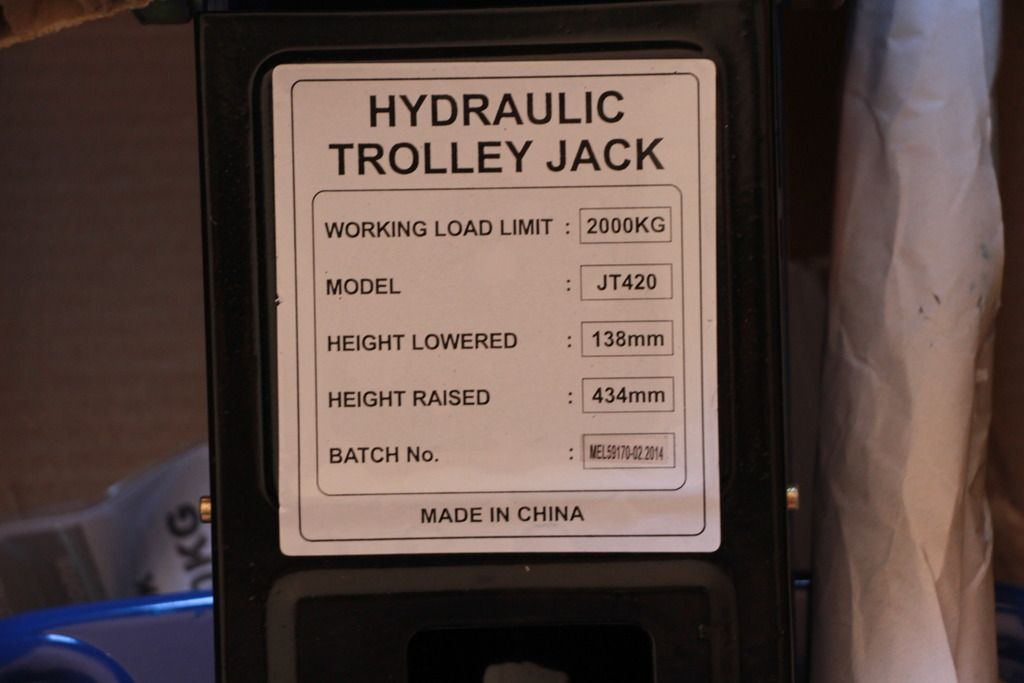 HYDRAULIC
TROLLEY JACK
WORKING LOAD LIMIT : 2000KG
MODEL : JT420
HEIGHT LOWERED : 138mm
HEIGHT RAISED : 434mm
BATCH No. : MEL59170-02.2014
MADE IN CHINA
KG